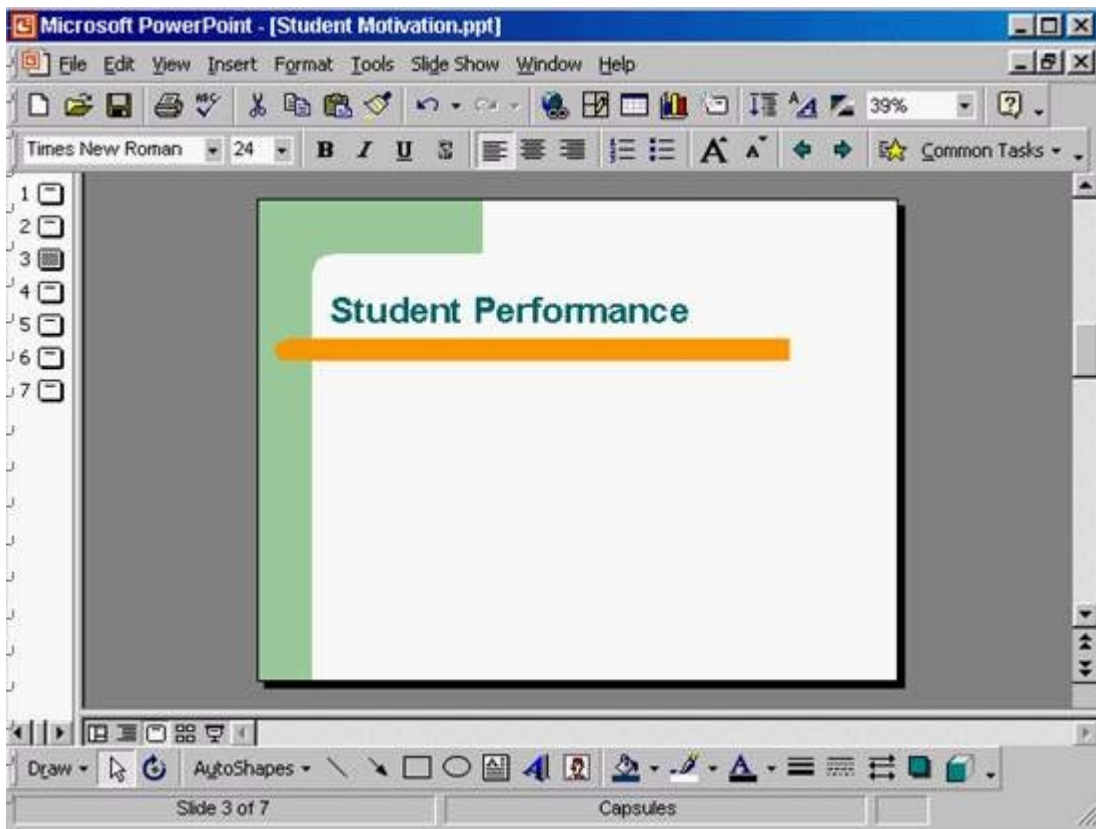 Microsoft PowerPoint - [Student Motivation.ppt]
File Edit View Insert Format Tools Slide Show Window Help
ABC 39%
Times New Roman 24 B I U S A A Common Tasks
1
2
3
4
5
6
7
Student Performance
Draw AutoShapes A A
Slide 3 of 7 Capsules